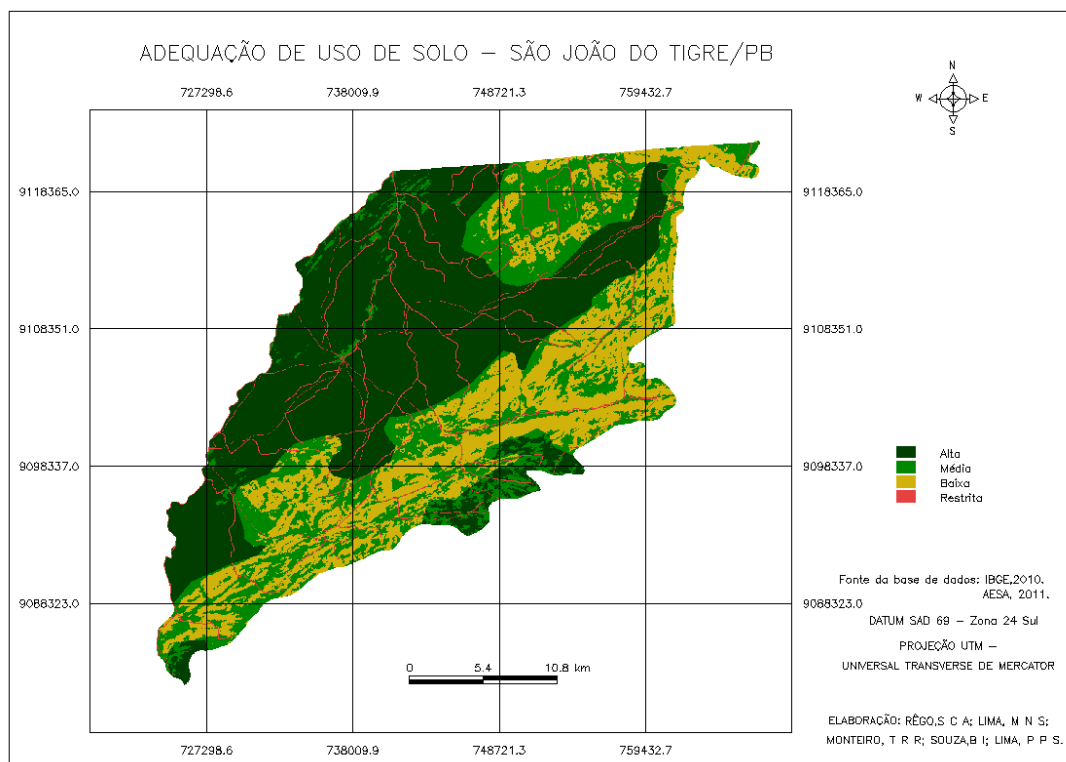 ADEQUAÇÃO DE USO DE SOLO – SÃO JOÃO DO TIGRE/PB
N
W E
S
727298.6 738009.9 748721.3 759432.7
9118365.0 9118365.0
9108351.0 9108351.0
9098337.0 9098337.0
9088323.0 9088323.0
Alta
Média
Baixa
Restrita
0 5.4 10.8 km
727298.6 738009.9 748721.3 759432.7
Fonte da base de dados: IBGE,2010.
AESA, 2011.
DATUM SAD 69 – Zona 24 Sul
PROJEÇÃO UTM –
UNIVERSAL TRANSVERSE DE MERCATOR
ELABORAÇÃO: RÊGO,S C A; LIMA, M N S;
MONTEIRO, T R R; SOUZA,B I; LIMA, P P S.